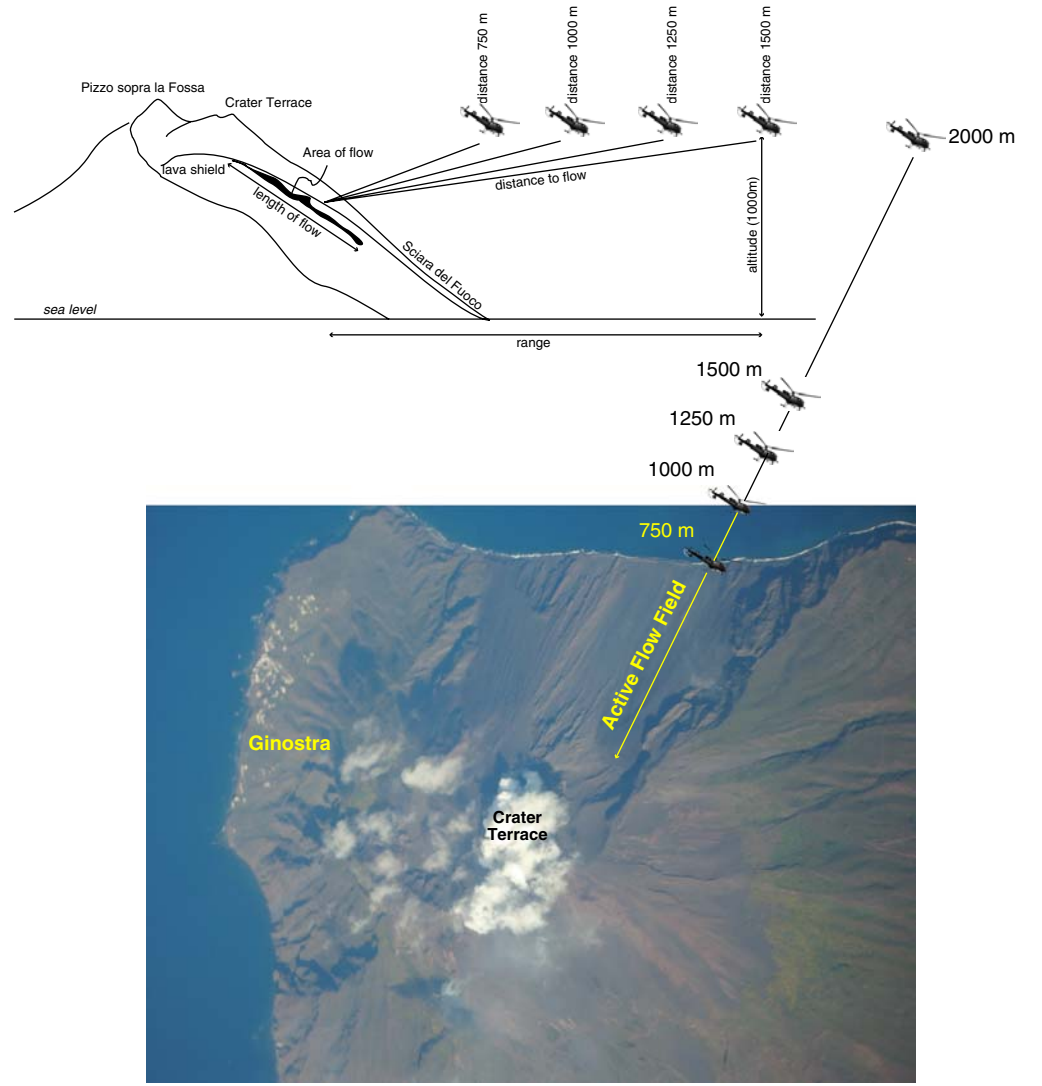 distance 750 m
distance 1000 m
distance 1250 m
distance 1500 m
Pizzo sopra la Fossa
Crater Terrace
2000 m
Area of flow
lava shield
distance to flow
length of flow
altitude (1000m)
Sciara del Fuoco
sea level
range
1500 m
1250 m
1000 m
750 m
Active Flow Field
Ginostra
Crater
Terrace